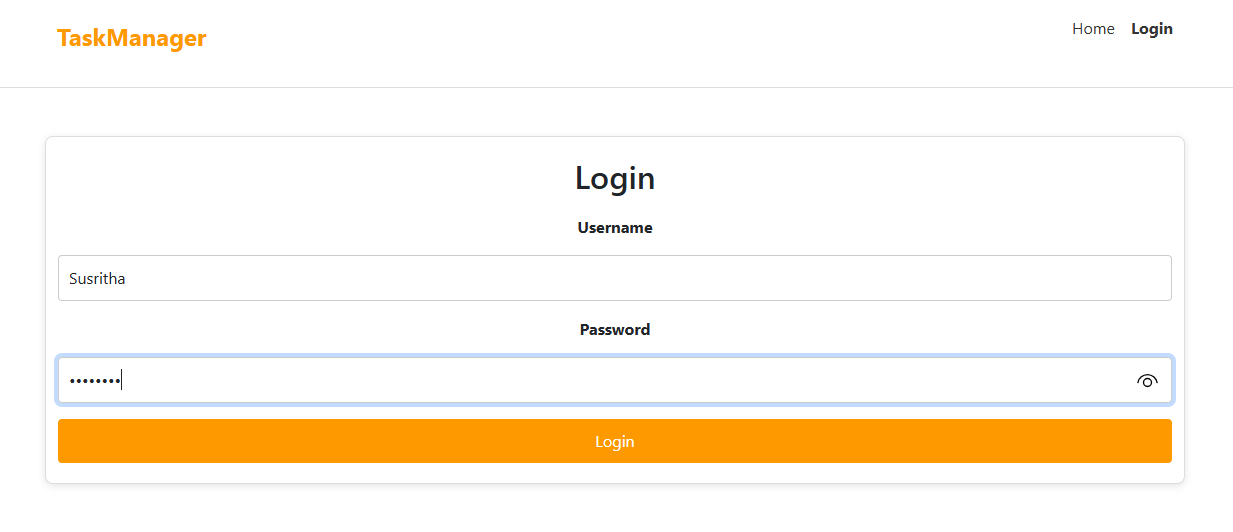 TaskManager
Home Login
Login
Username
Susritha
Password
••••••••
Login